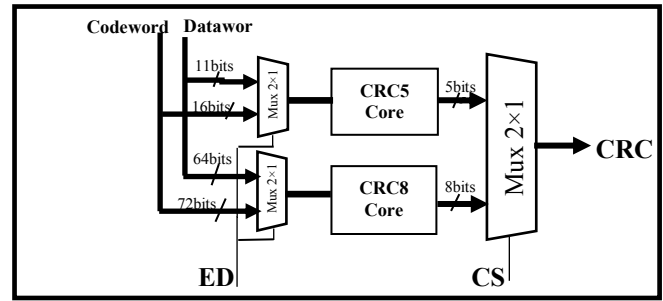 Codeword Datawor
11bits
16bits
Mux 2×1
CRC5
Core
5bits
64bits
72bits
Mux 2×1
CRC8
Core
8bits
Mux 2×1
CRC
ED
CS